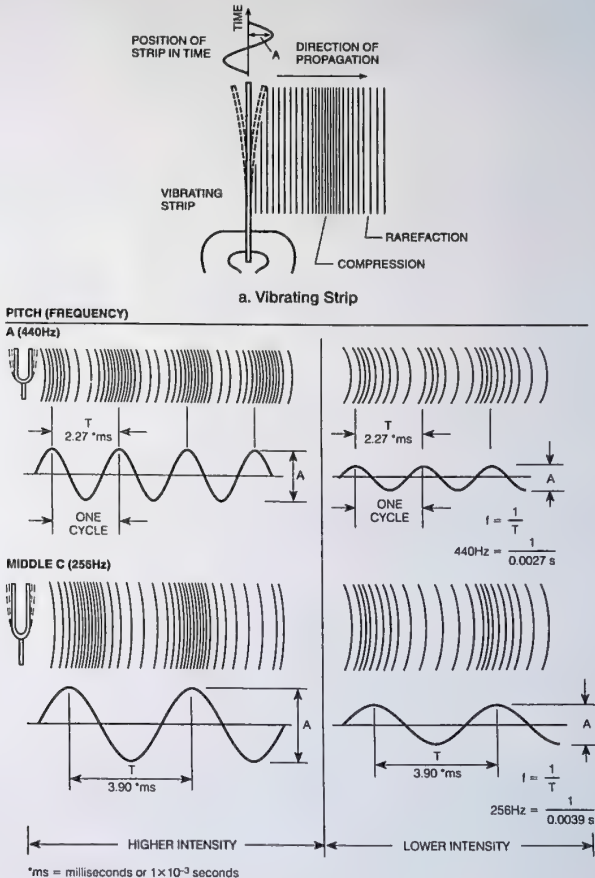 TIME
POSITION OF
STRIP IN TIME
A
DIRECTION OF
PROPAGATION
VIBRATING
STRIP
RAREFACTION
COMPRESSION
a. Vibrating Strip
PITCH (FREQUENCY)
A (440Hz)
T
2.27 *ms
A
ONE
CYCLE
T
2.27 *ms
A
ONE
CYCLE
f = 1/T
440Hz = 1/0.0027 s
MIDDLE C (256Hz)
A
T
3.90 *ms
A
T
3.90 *ms
f = 1/T
256Hz = 1/0.0039 s
HIGHER INTENSITY
LOWER INTENSITY
*ms = milliseconds or 1×10⁻³ seconds